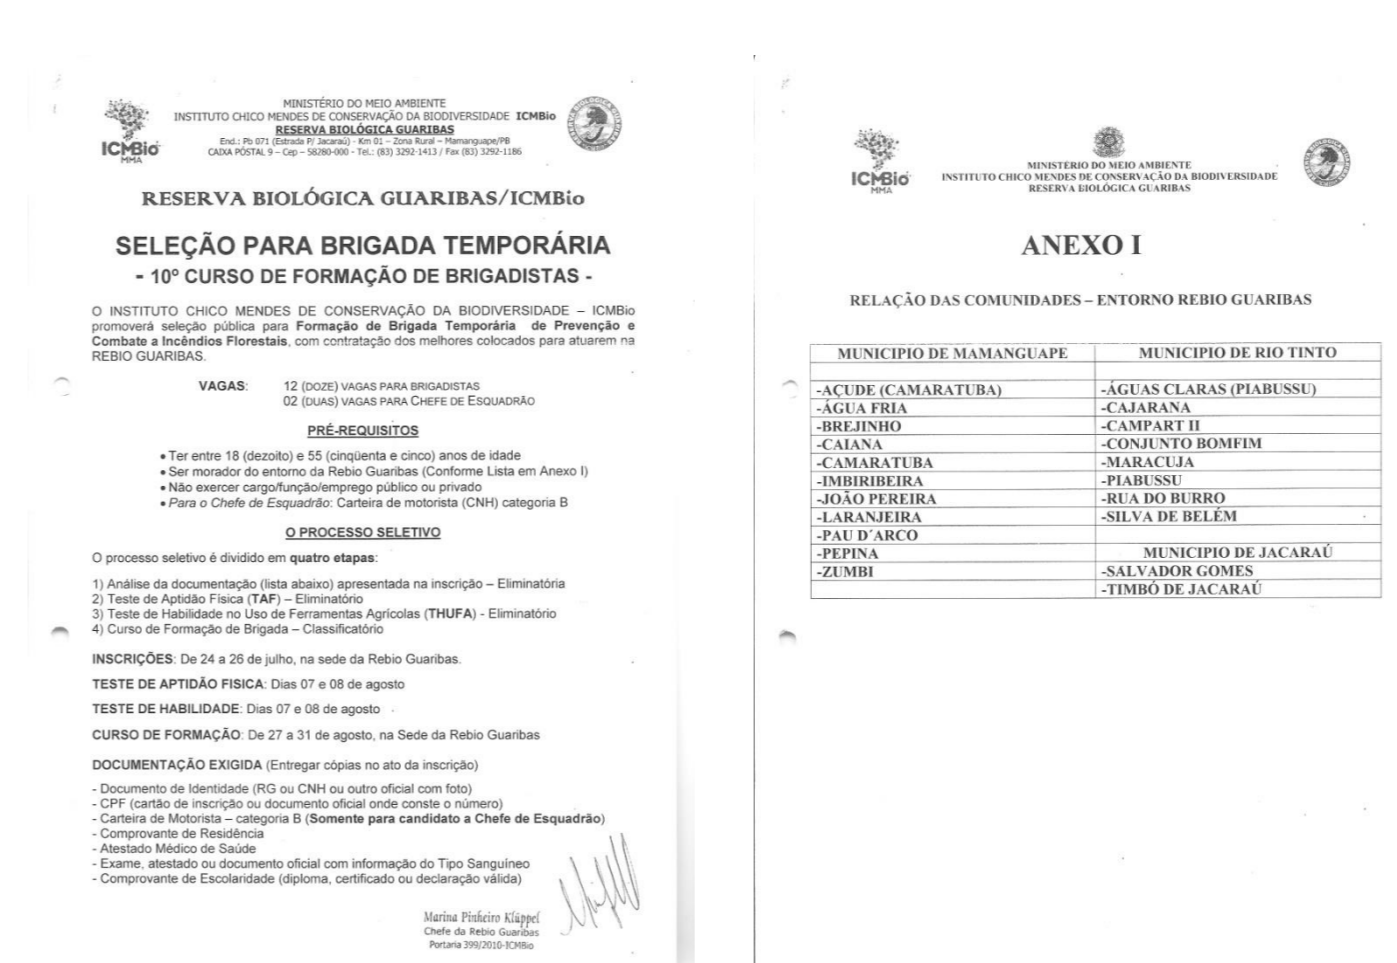 MINISTÉRIO DO MEIO AMBIENTE
INSTITUTO CHICO MENDES DE CONSERVAÇÃO DA BIODIVERSIDADE ICMBio
RESERVA BIOLÓGICA GUARIBAS
End.: Pb 071 (Estrada P/ Jacaraú) - Km 01 – Zona Rural – Mamanguape/PB
CAIXA POSTAL 9 – Cep – 58280-000 - Tel.: (83) 3292-1413 / Fax (83) 3292-1186
ICMBio
MMA
RESERVA BIOLÓGICA GUARIBAS/ICMBio
SELEÇÃO PARA BRIGADA TEMPORÁRIA
- 10º CURSO DE FORMAÇÃO DE BRIGADISTAS -
O INSTITUTO CHICO MENDES DE CONSERVAÇÃO DA BIODIVERSIDADE – ICMBio
promoverá seleção pública para Formação de Brigada Temporária de Prevenção e
Combate a Incêndios Florestais, com contratação dos melhores colocados para atuarem na
REBIO GUARIBAS.
VAGAS: 12 (DOZE) VAGAS PARA BRIGADISTAS
02 (DUAS) VAGAS PARA CHEFE DE ESQUADRÃO
PRÉ-REQUISITOS
• Ter entre 18 (dezoito) e 55 (cinqüenta e cinco) anos de idade
• Ser morador do entorno da Rebio Guaribas (Conforme Lista em Anexo I)
• Não exercer cargo/função/emprego público ou privado
• Para o Chefe de Esquadrão: Carteira de motorista (CNH) categoria B
O PROCESSO SELETIVO
O processo seletivo é dividido em quatro etapas:
1) Análise da documentação (lista abaixo) apresentada na inscrição – Eliminatória
2) Teste de Aptidão Física (TAF) – Eliminatório
3) Teste de Habilidade no Uso de Ferramentas Agrícolas (THUFA) - Eliminatório
4) Curso de Formação de Brigada – Classificatório
INSCRIÇÕES: De 24 a 26 de julho, na sede da Rebio Guaribas.
TESTE DE APTIDÃO FISICA: Dias 07 e 08 de agosto
TESTE DE HABILIDADE: Dias 07 e 08 de agosto
CURSO DE FORMAÇÃO: De 27 a 31 de agosto, na Sede da Rebio Guaribas
DOCUMENTAÇÃO EXIGIDA (Entregar cópias no ato da inscrição)
- Documento de Identidade (RG ou CNH ou outro oficial com foto)
- CPF (cartão de inscrição ou documento oficial onde conste o número)
- Carteira de Motorista – categoria B (Somente para candidato a Chefe de Esquadrão)
- Comprovante de Residência
- Atestado Médico de Saúde
- Exame, atestado ou documento oficial com informação do Tipo Sanguíneo
- Comprovante de Escolaridade (diploma, certificado ou declaração válida)
Marina Pinheiro Klüppel
Chefe da Rebio Guaribas
Portaria 399/2010-ICMBio
ICMBio
MMA
MINISTÉRIO DO MEIO AMBIENTE
INSTITUTO CHICO MENDES DE CONSERVAÇÃO DA BIODIVERSIDADE
RESERVA BIOLÓGICA GUARIBAS
ANEXO I
RELAÇÃO DAS COMUNIDADES – ENTORNO REBIO GUARIBAS
MUNICIPIO DE MAMANGUAPE MUNICIPIO DE RIO TINTO
-AÇUDE (CAMARATUBA) -ÁGUAS CLARAS (PIABUSSU)
-ÁGUA FRIA -CAJARANA
-BREJINHO -CAMPART II
-CAIANA -CONJUNTO BOMFIM
-CAMARATUBA -MARACUJA
-IMBIRIBEIRA -PIABUSSU
-JOÃO PEREIRA -RUA DO BURRO
-LARANJEIRA -SILVA DE BELÉM
-PAU D´ARCO
-PEPINA MUNICIPIO DE JACARAÚ
-ZUMBI -SALVADOR GOMES
-TIMBÓ DE JACARAÚ